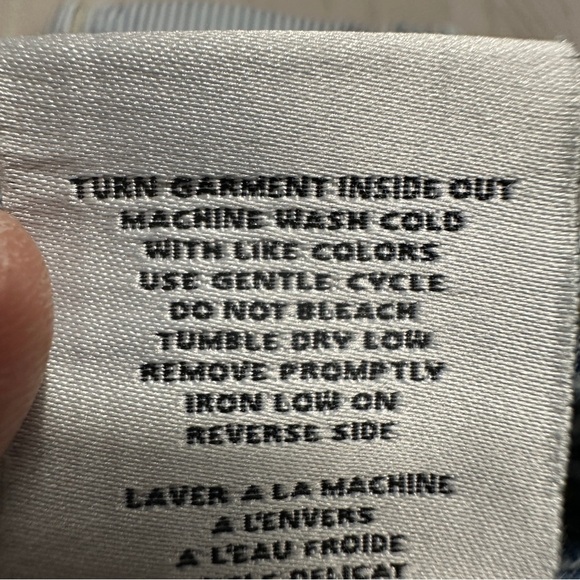 TURN GARMENT INSIDE OUT
MACHINE WASH COLD
WITH LIKE COLORS
USE GENTLE CYCLE
DO NOT BLEACH
TUMBLE DRY LOW
REMOVE PROMPTLY
IRON LOW ON
REVERSE SIDE
LAVER A LA MACHINE
A L'ENVERS
A L'EAU FROIDE
DELICAT